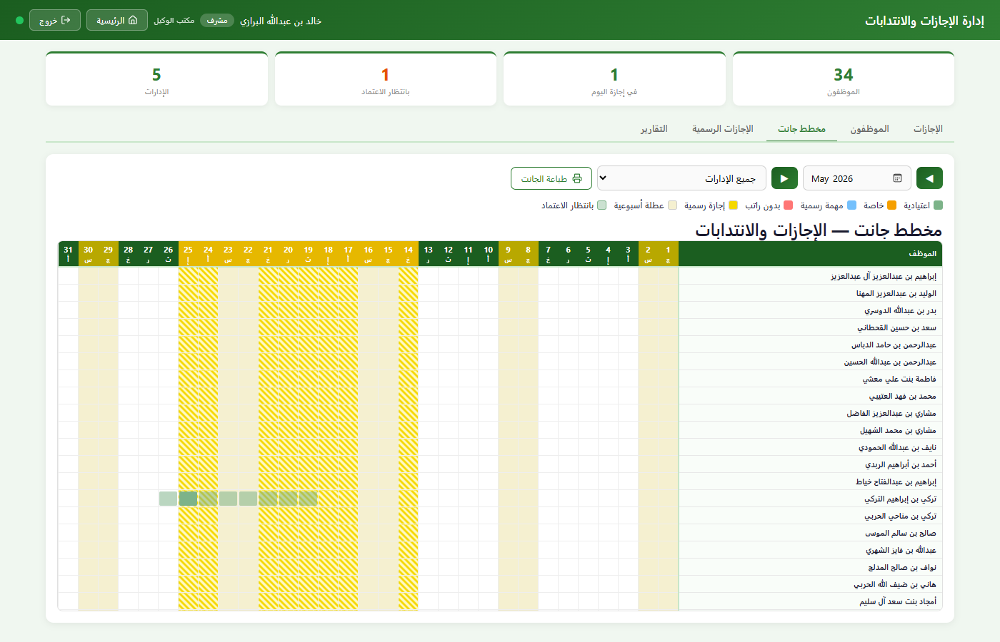 إدارة الإجازات والانتدابات
خالد بن عبدالله البرازي مشرف مكتب الوكيل الرئيسية خروج
34 1 1 5
الموظفون في إجازة اليوم بانتظار الاعتماد الإدارات
الإجازات الموظفون مخطط جانت الإجازات الرسمية التقارير
◀ May 2026 ▶ جميع الإدارات طباعة الجانت
اعتيادية خاصة مهمة رسمية بدون راتب إجازة رسمية عطلة أسبوعية بانتظار الاعتماد
مخطط جانت — الإجازات والانتدابات
الموظف 1 2 3 4 5 6 7 8 9 10 11 12 13 14 15 16 17 18 19 20 21 22 23 24 25 26 27 28 29 30 31
ج س أ إ ث ر خ ج س أ إ ث ر خ ج س أ إ ث ر خ ج س أ إ ث ر خ ج س أ
إبراهيم بن عبدالعزيز آل عبدالعزيز
الوليد بن عبدالعزيز المهنا
بدر بن عبدالله الدوسري
سعد بن حسين القحطاني
عبدالرحمن بن حامد الدباس
عبدالرحمن بن عبدالله الحسين
فاطمة بنت علي معشي
محمد بن فهد العتيبي
مشاري بن عبدالعزيز الفاضل
مشاري بن محمد الشهيل
نايف بن عبدالله الحمودي
أحمد بن أبراهيم الربدي
إبراهيم بن عبدالفتاح خياط
تركي بن إبراهيم التركي
تركي بن مناحي الحربي
صالح بن سالم الموسى
عبدالله بن فايز الشهري
نواف بن صالح المدلج
هاني بن ضيف الله الحربي
أمجاد بنت سعد آل سليم